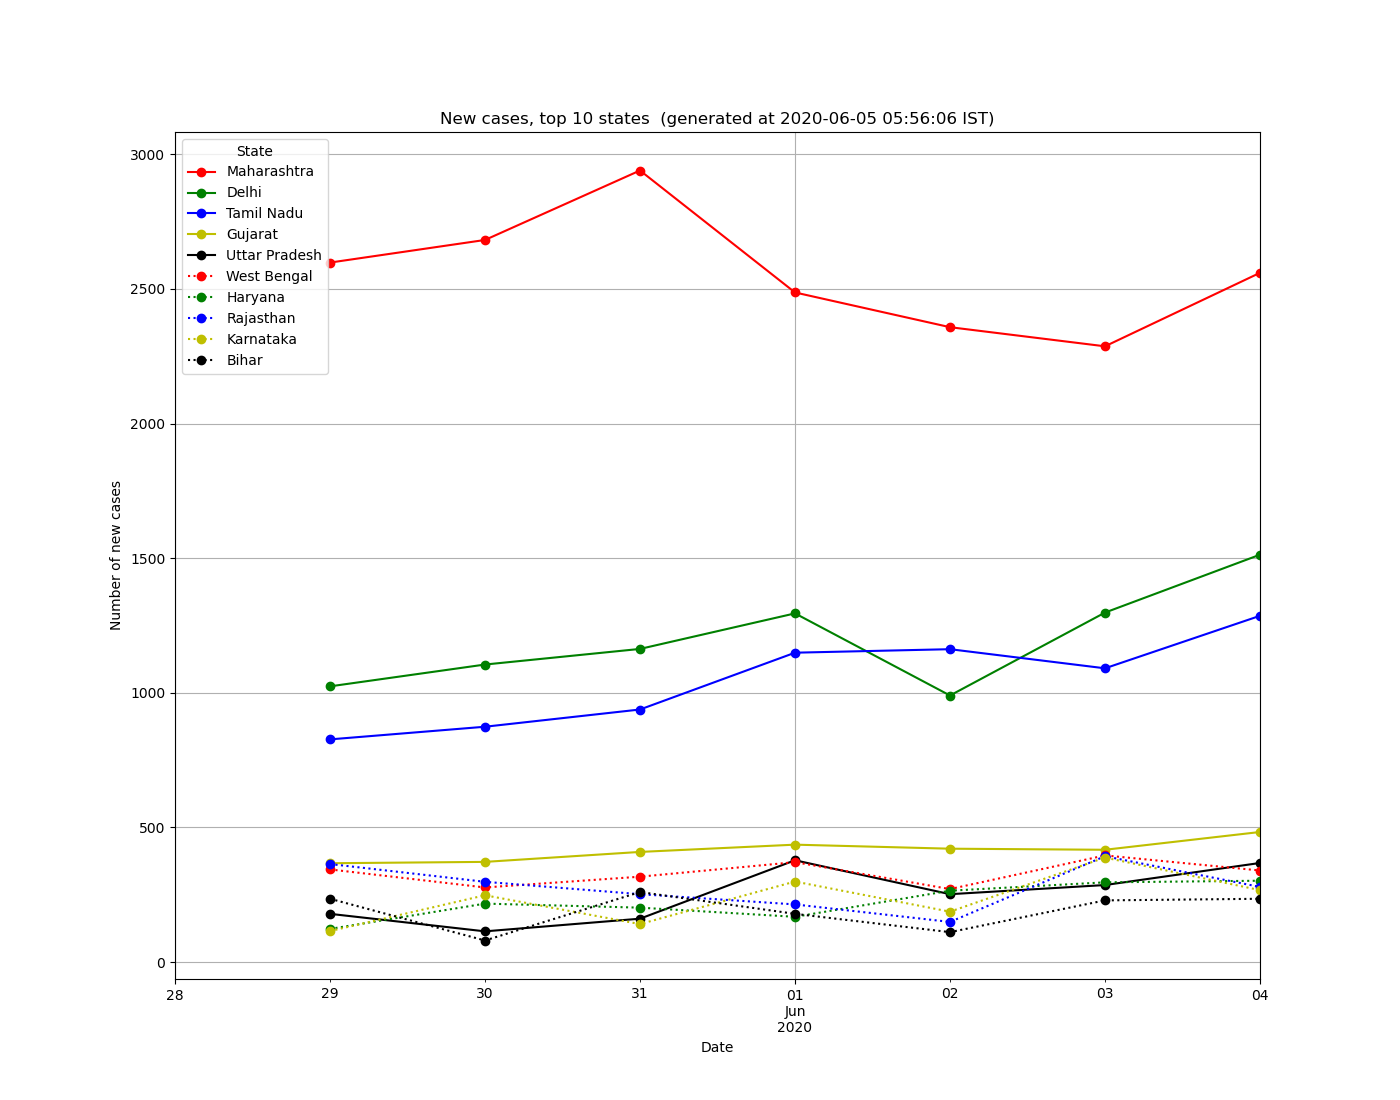 New cases, top 10 states  (generated at 2020-06-05 05:56:06 IST)
State
Maharashtra
Delhi
Tamil Nadu
Gujarat
Uttar Pradesh
West Bengal
Haryana
Rajasthan
Karnataka
Bihar
3000
2500
2000
1500
1000
500
0
Number of new cases
28 29 30 31 01 02 03 04
Jun
2020
Date